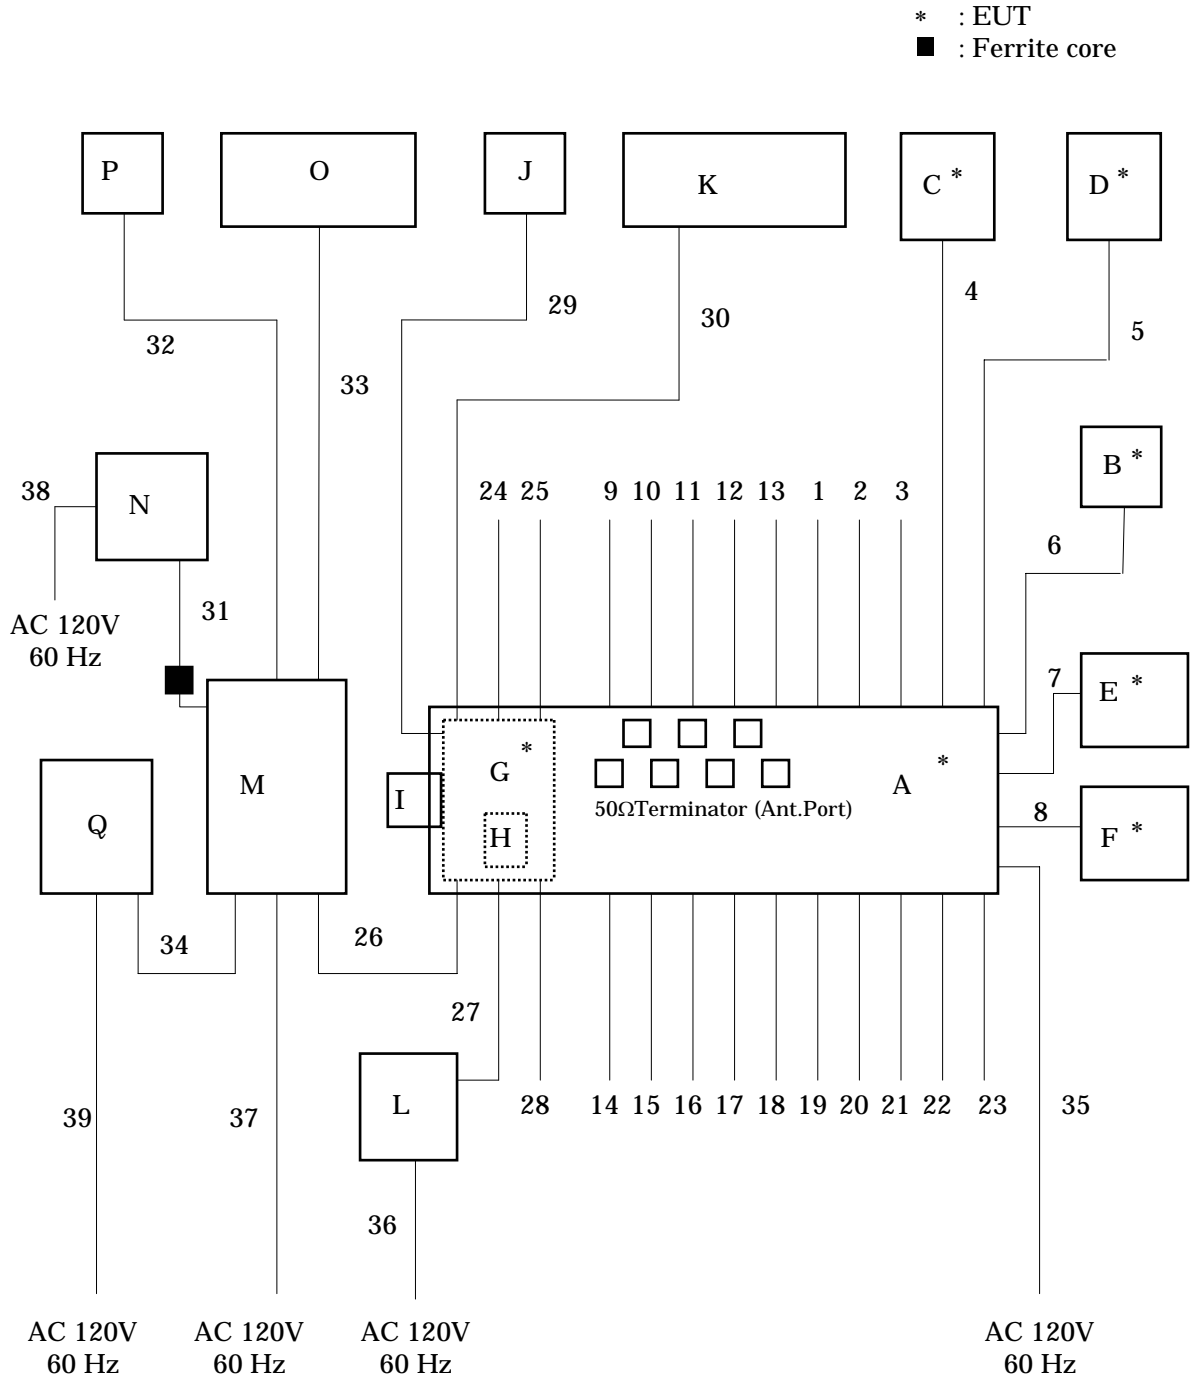 * : EUT
■ : Ferrite core
P
O
J
K
C *
D *
4
29
30
5
32
33
B *
38
N
24 25 9 10 11 12 13 1 2 3
6
31
AC 120V
60 Hz
7
E *
G *
M
I
A *
50ΩTerminator (Ant.Port)
8
Q
H
F *
34
26
27
39
37
L
28 14 15 16 17 18 19 20 21 22 23 35
36
AC 120V
60 Hz
AC 120V
60 Hz
AC 120V
60 Hz
AC 120V
60 Hz